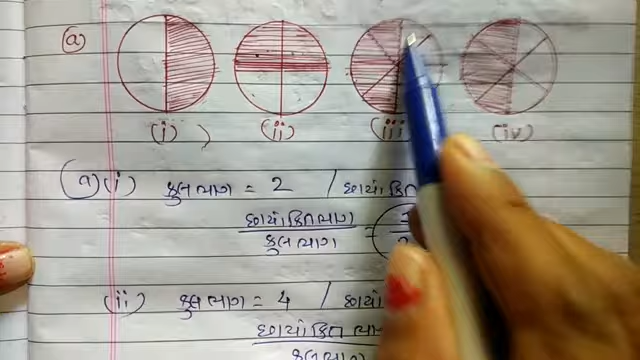 (a)
(i) (ii) (iii (iv)
(a) (i) કુલ ભાગ = 2 / છાયાંકિત
છાયાંકિત ભાગ
કુલ ભાગ =
(ii) કુલ ભાગ = 4 /
છાયાંકિત ભા
કુલ ભાગ